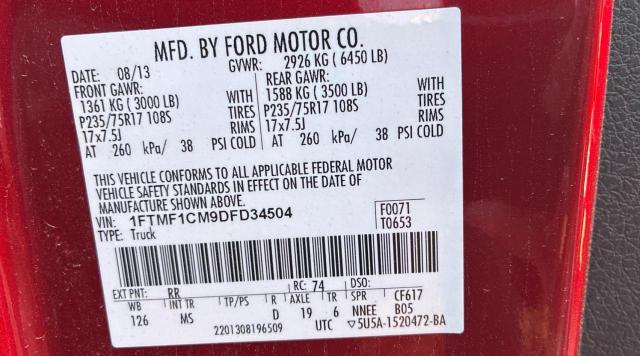 MFD. BY FORD MOTOR CO.
DATE: 08/13 GVWR: 2926 KG ( 6450 LB)
FRONT GAWR: REAR GAWR:
1361 KG ( 3000 LB) WITH 1588 KG ( 3500 LB) WITH
P235/75R17 108S TIRES P235/75R17 108S TIRES
17x7.5J RIMS 17x7.5J RIMS
AT 260 kPa/ 38 PSI COLD AT 260 kPa/ 38 PSI COLD
THIS VEHICLE CONFORMS TO ALL APPLICABLE FEDERAL MOTOR
VEHICLE SAFETY STANDARDS IN EFFECT ON THE DATE OF
MANUFACTURE SHOWN ABOVE.
VIN: 1FTMF1CM9DFD34504 F0071
TYPE: Truck T0653
EXT PNT: RR RC: 74 DSO:
WB INT TR TP/PS R AXLE TR SPR CF617
126 MS D 19 6 NNEE B05
2201308196509 UTC ▽5U5A-1520472-BA